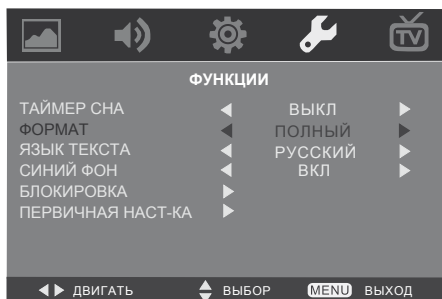 TV
ФУНКЦИИ
ТАЙМЕР СНА ВЫКЛ
ФОРМАТ ПОЛНЫЙ
ЯЗЫК ТЕКСТА РУССКИЙ
СИНИЙ ФОН ВКЛ
БЛОКИРОВКА
ПЕРВИЧНАЯ НАСТ-КА
ДВИГАТЬ ВЫБОР MENU ВЫХОД